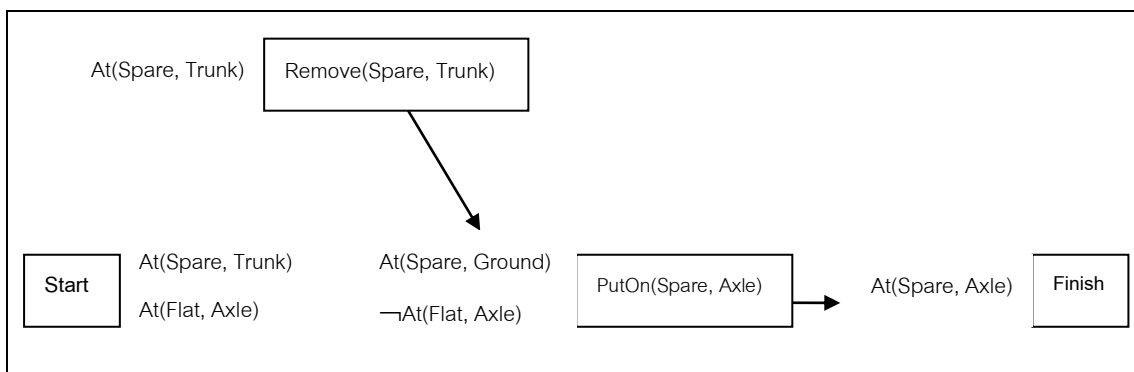 At(Spare, Trunk)
Remove(Spare, Trunk)
Start
At(Spare, Trunk)
At(Flat, Axle)
At(Spare, Ground)
¬At(Flat, Axle)
PutOn(Spare, Axle)
At(Spare, Axle)
Finish